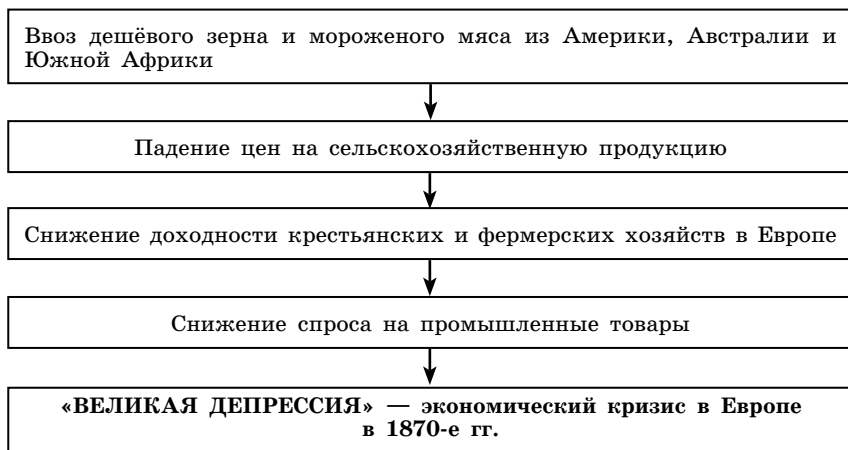 Ввоз дешёвого зерна и мороженого мяса из Америки, Австралии и
Южной Африки
Падение цен на сельскохозяйственную продукцию
Снижение доходности крестьянских и фермерских хозяйств в Европе
Снижение спроса на промышленные товары
«ВЕЛИКАЯ ДЕПРЕССИЯ» — экономический кризис в Европе
в 1870-е гг.